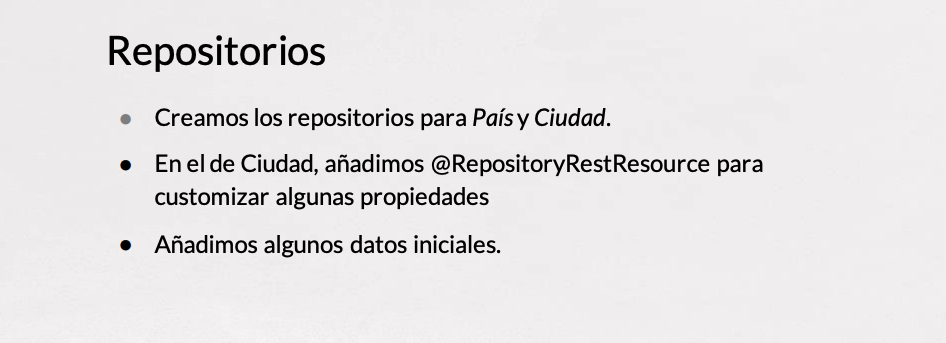 Repositorios
● Creamos los repositorios para País y Ciudad.
● En el de Ciudad, añadimos @RepositoryRestResource para
customizar algunas propiedades
● Añadimos algunos datos iniciales.